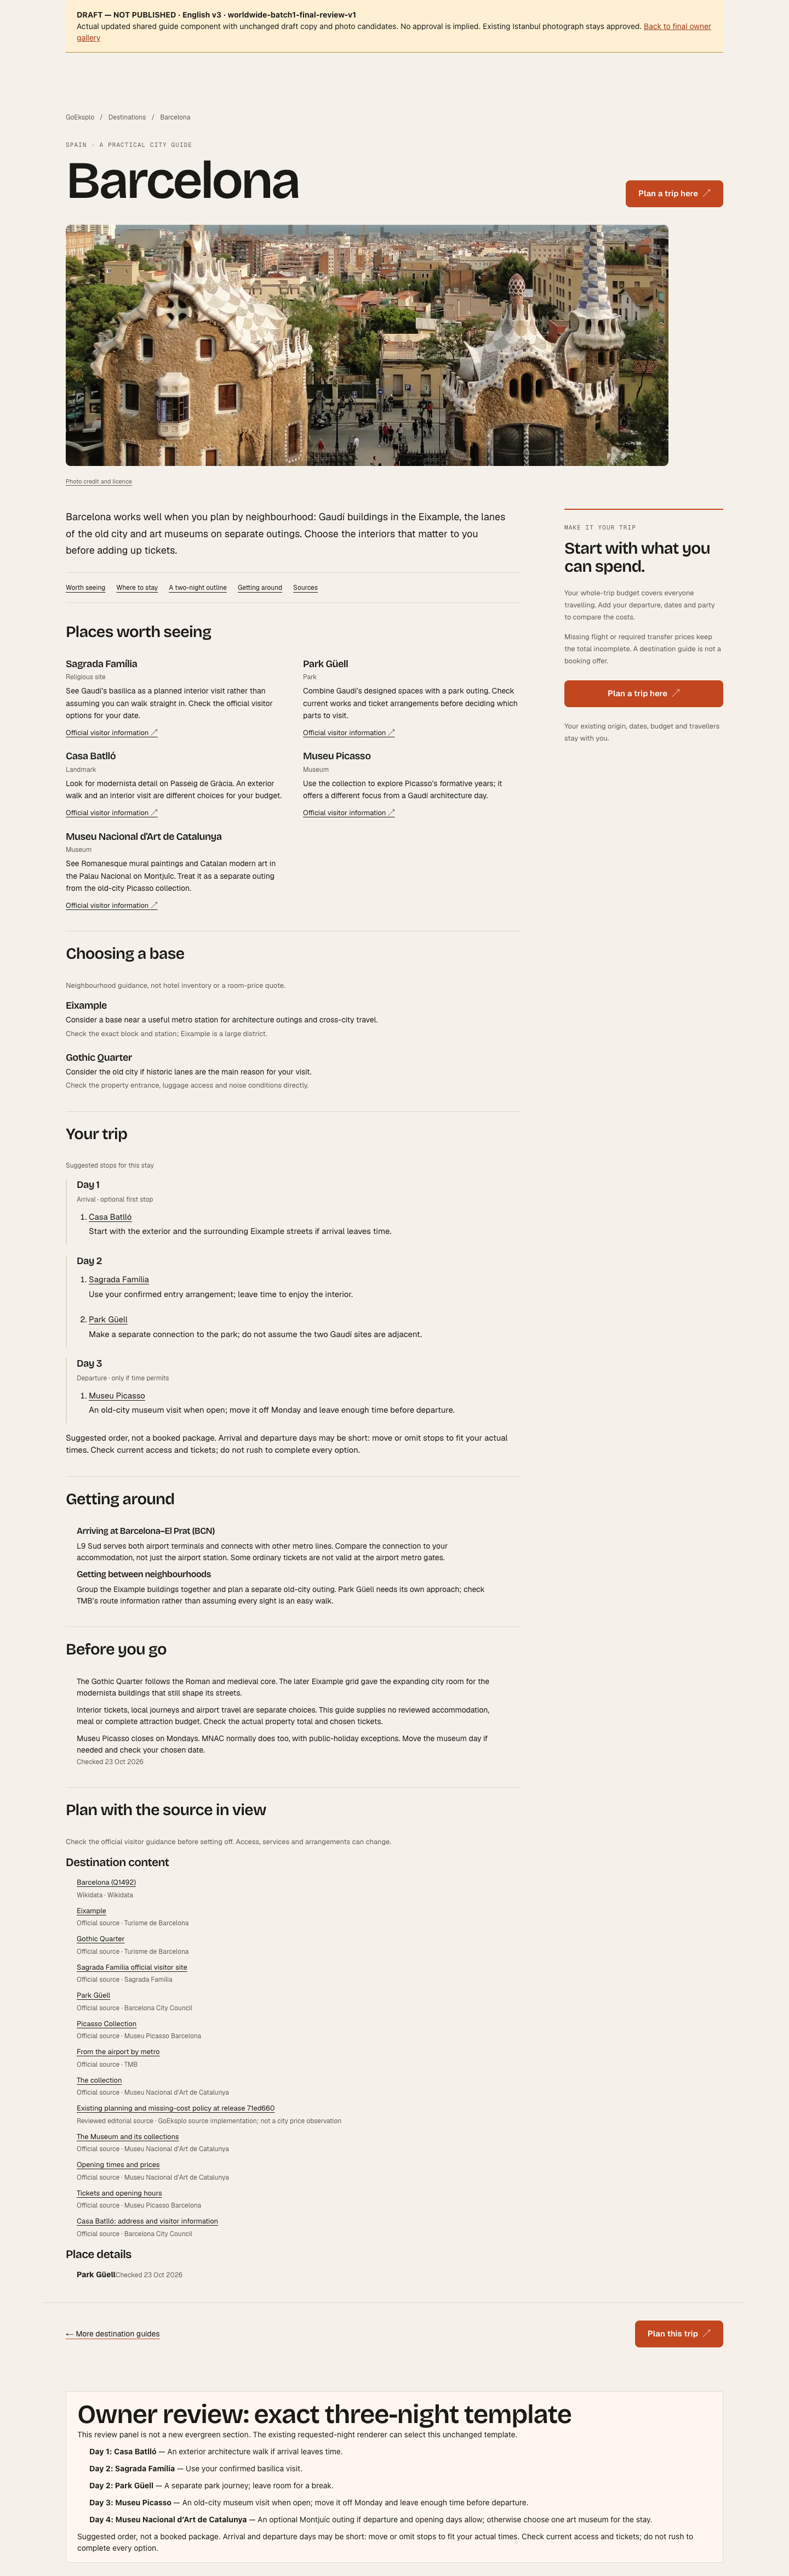 DRAFT — NOT PUBLISHED · English v3 · worldwide-batch1-final-review-v1
Actual updated shared guide component with unchanged draft copy and photo candidates. No approval is implied. Existing Istanbul photograph stays approved. Back to final owner
gallery
GoEksplo / Destinations / Barcelona
SPAIN · A PRACTICAL CITY GUIDE
Barcelona
Plan a trip here ↗
Photo credit and licence
Barcelona works well when you plan by neighbourhood: Gaudí buildings in the Eixample, the lanes
of the old city and art museums on separate outings. Choose the interiors that matter to you
before adding up tickets.
Worth seeing Where to stay A two-night outline Getting around Sources
MAKE IT YOUR TRIP
Start with what you
can spend.
Your whole-trip budget covers everyone
travelling. Add your departure, dates and party
to compare the costs.
Missing flight or required transfer prices keep
the total incomplete. A destination guide is not a
booking offer.
Plan a trip here ↗
Your existing origin, dates, budget and travellers
stay with you.
Places worth seeing
Sagrada Família
Religious site
See Gaudí's basilica as a planned interior visit rather than
assuming you can walk straight in. Check the official visitor
options for your date.
Official visitor information ↗
Park Güell
Park
Combine Gaudí's designed spaces with a park outing. Check
current works and ticket arrangements before deciding which
parts to visit.
Official visitor information ↗
Casa Batlló
Landmark
Look for modernista detail on Passeig de Gràcia. An exterior
walk and an interior visit are different choices for your budget.
Official visitor information ↗
Museu Picasso
Museum
Use the collection to explore Picasso's formative years; it
offers a different focus from a Gaudí architecture day.
Official visitor information ↗
Museu Nacional d'Art de Catalunya
Museum
See Romanesque mural paintings and Catalan modern art in
the Palau Nacional on Montjuïc. Treat it as a separate outing
from the old-city Picasso collection.
Official visitor information ↗
Choosing a base
Neighbourhood guidance, not hotel inventory or a room-price quote.
Eixample
Consider a base near a useful metro station for architecture outings and cross-city travel.
Check the exact block and station; Eixample is a large district.
Gothic Quarter
Consider the old city if historic lanes are the main reason for your visit.
Check the property entrance, luggage access and noise conditions directly.
Your trip
Suggested stops for this stay
Day 1
Arrival · optional first stop
1. Casa Batlló
Start with the exterior and the surrounding Eixample streets if arrival leaves time.
Day 2
1. Sagrada Família
Use your confirmed entry arrangement; leave time to enjoy the interior.
2. Park Güell
Make a separate connection to the park; do not assume the two Gaudí sites are adjacent.
Day 3
Departure · only if time permits
1. Museu Picasso
An old-city museum visit when open; move it off Monday and leave enough time before departure.
Suggested order, not a booked package. Arrival and departure days may be short: move or omit stops to fit your actual
times. Check current access and tickets; do not rush to complete every option.
Getting around
Arriving at Barcelona–El Prat (BCN)
L9 Sud serves both airport terminals and connects with other metro lines. Compare the connection to your
accommodation, not just the airport station. Some ordinary tickets are not valid at the airport metro gates.
Getting between neighbourhoods
Group the Eixample buildings together and plan a separate old-city outing. Park Güell needs its own approach; check
TMB's route information rather than assuming every sight is an easy walk.
Before you go
The Gothic Quarter follows the Roman and medieval core. The later Eixample grid gave the expanding city room for the
modernista buildings that still shape its streets.
Interior tickets, local journeys and airport travel are separate choices. This guide supplies no reviewed accommodation,
meal or complete attraction budget. Check the actual property total and chosen tickets.
Museu Picasso closes on Mondays. MNAC normally does too, with public-holiday exceptions. Move the museum day if
needed and check your chosen date.
Checked 23 Oct 2026
Plan with the source in view
Check the official visitor guidance before setting off. Access, services and arrangements can change.
Destination content
Barcelona (Q1492)
Wikidata · Wikidata
Eixample
Official source · Turisme de Barcelona
Gothic Quarter
Official source · Turisme de Barcelona
Sagrada Família official visitor site
Official source · Sagrada Família
Park Güell
Official source · Barcelona City Council
Picasso Collection
Official source · Museu Picasso Barcelona
From the airport by metro
Official source · TMB
The collection
Official source · Museu Nacional d'Art de Catalunya
Existing planning and missing-cost policy at release 71ed660
Reviewed editorial source · GoEksplo source implementation; not a city price observation
The Museum and its collections
Official source · Museu Nacional d'Art de Catalunya
Opening times and prices
Official source · Museu Nacional d'Art de Catalunya
Tickets and opening hours
Official source · Museu Picasso Barcelona
Casa Batlló: address and visitor information
Official source · Barcelona City Council
Place details
Park GüellChecked 23 Oct 2026
← More destination guides
Plan this trip ↗
Owner review: exact three-night template
This review panel is not a new evergreen section. The existing requested-night renderer can select this unchanged template.
Day 1: Casa Batlló — An exterior architecture walk if arrival leaves time.
Day 2: Sagrada Família — Use your confirmed basilica visit.
Day 2: Park Güell — A separate park journey; leave room for a break.
Day 3: Museu Picasso — An old-city museum visit when open; move it off Monday and leave enough time before departure.
Day 4: Museu Nacional d'Art de Catalunya — An optional Montjuïc outing if departure and opening days allow; otherwise choose one art museum for the stay.
Suggested order, not a booked package. Arrival and departure days may be short: move or omit stops to fit your actual times. Check current access and tickets; do not rush to
complete every option.